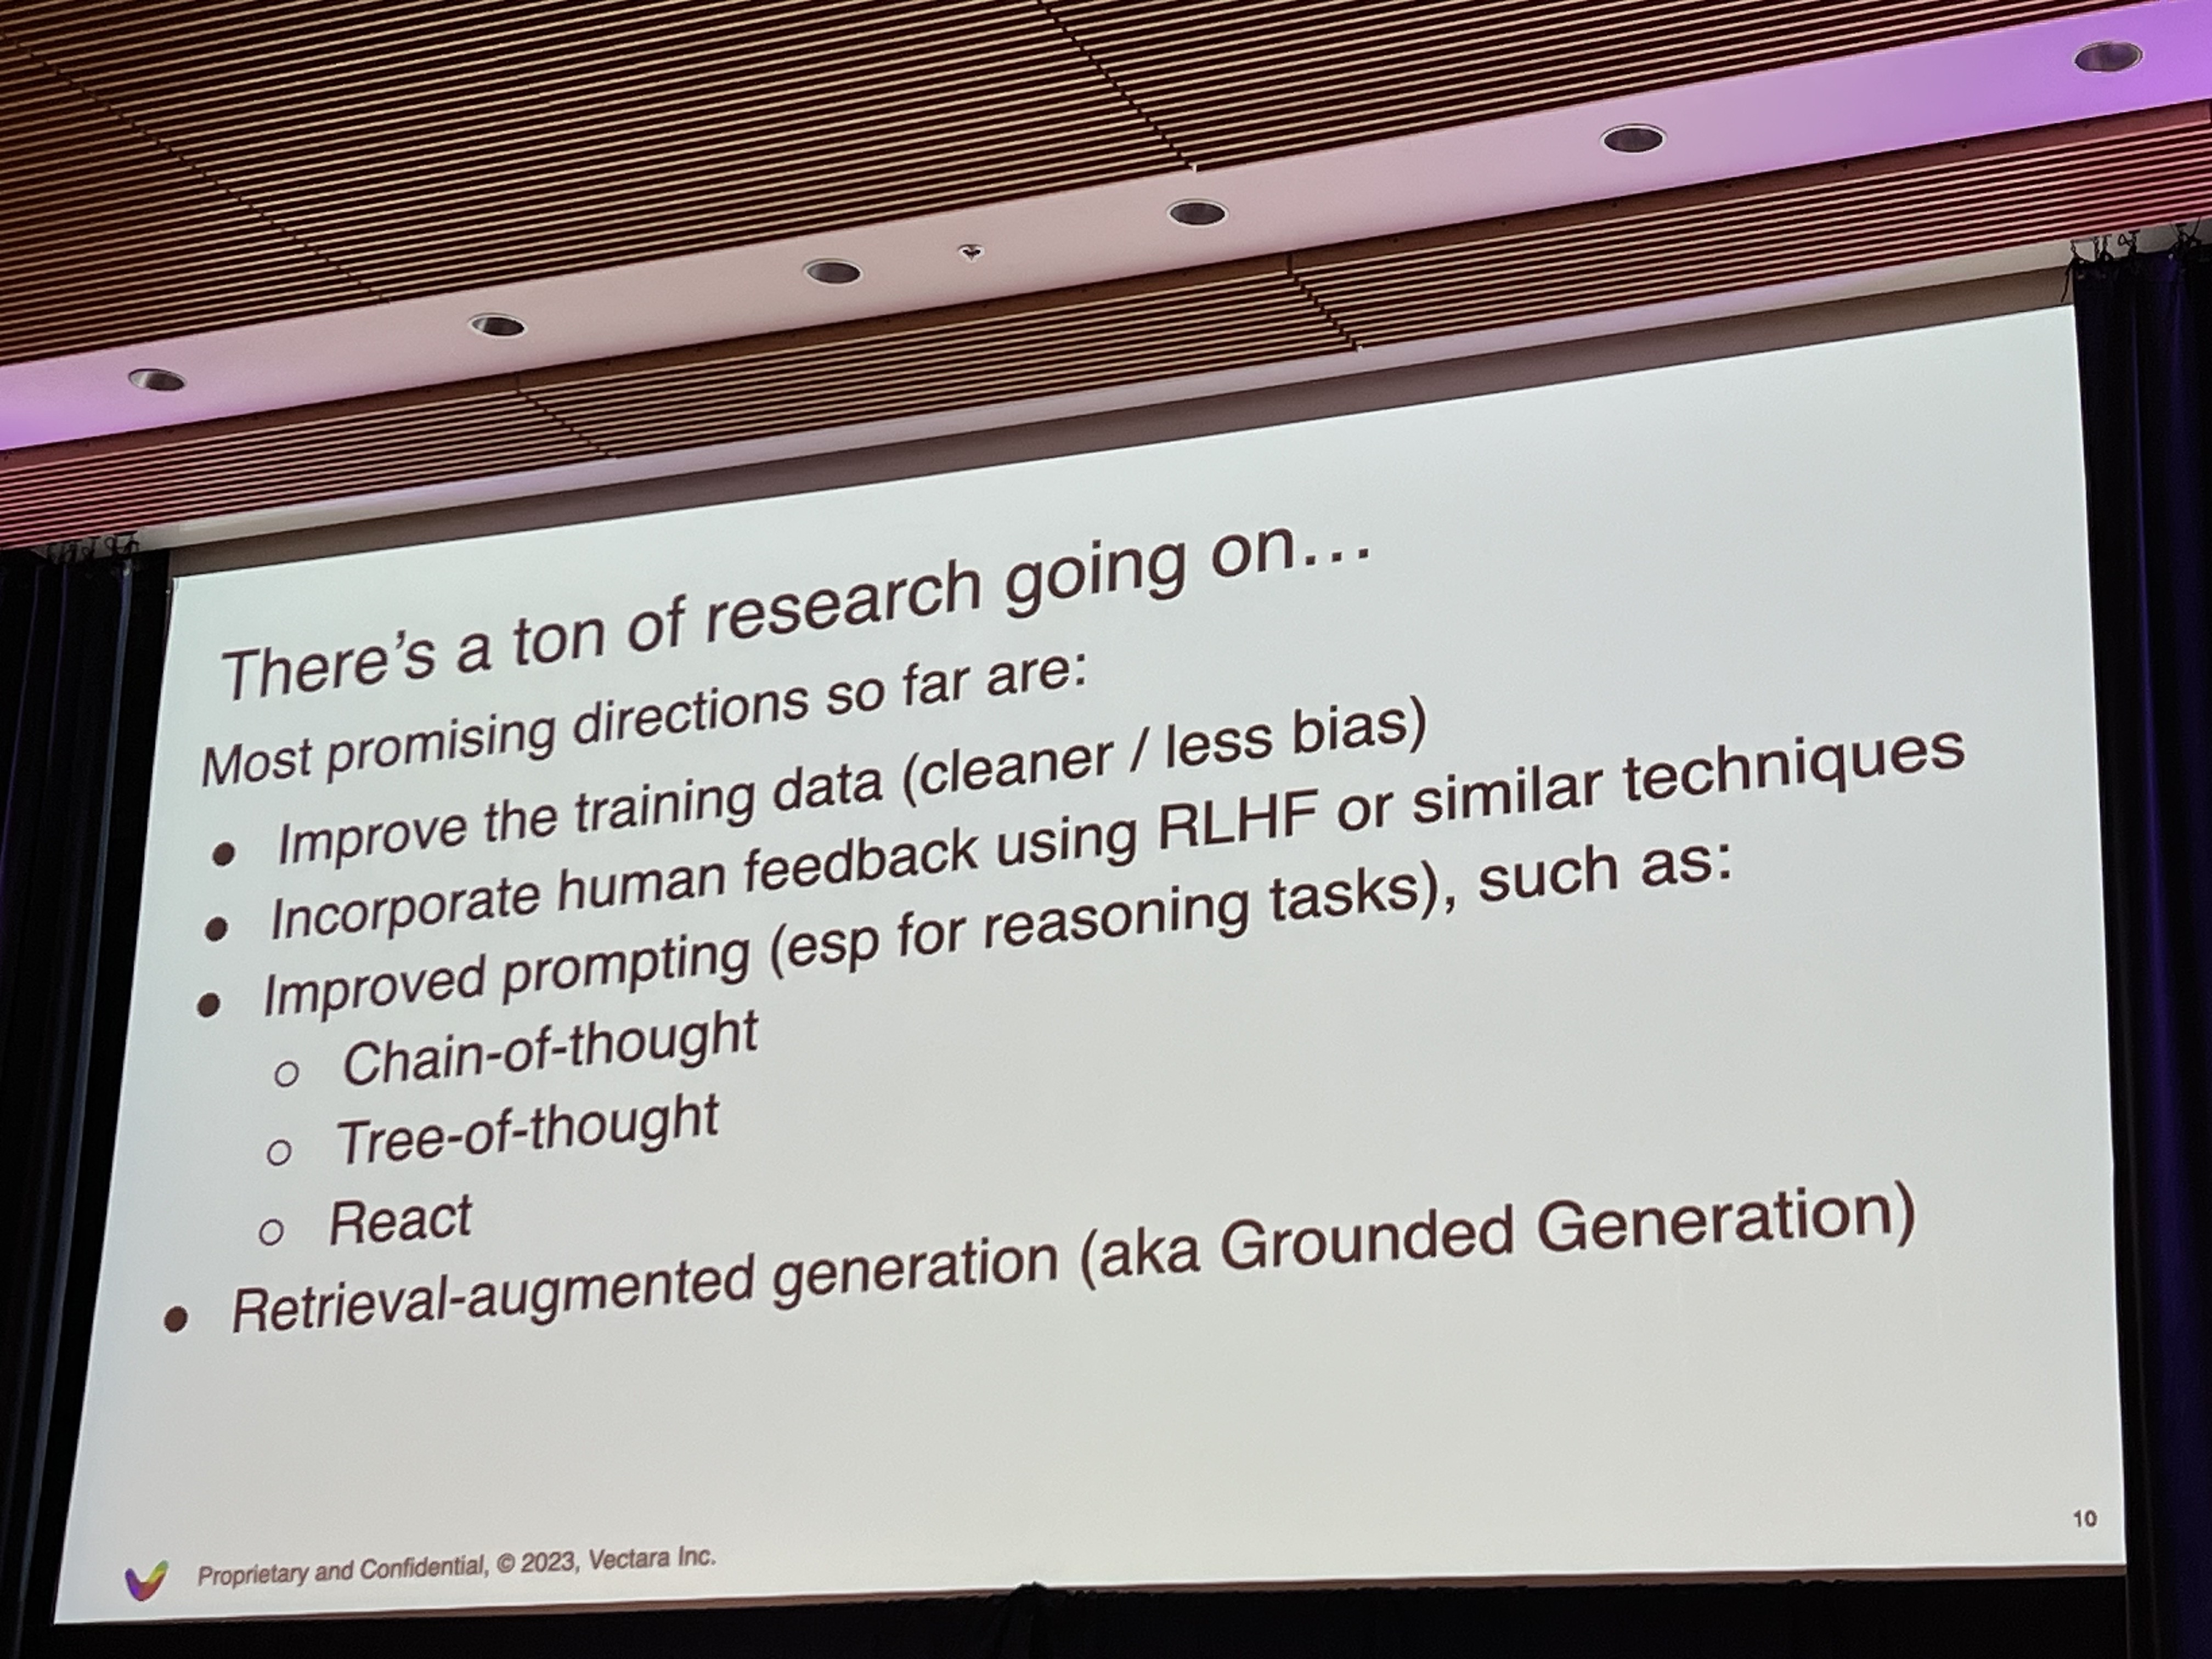 There's a ton of research going on...
Most promising directions so far are:
● Improve the training data (cleaner / less bias)
● Incorporate human feedback using RLHF or similar techniques
● Improved prompting (esp for reasoning tasks), such as:
○ Chain-of-thought
○ Tree-of-thought
○ React
● Retrieval-augmented generation (aka Grounded Generation)
Proprietary and Confidential, © 2023, Vectara Inc.
10